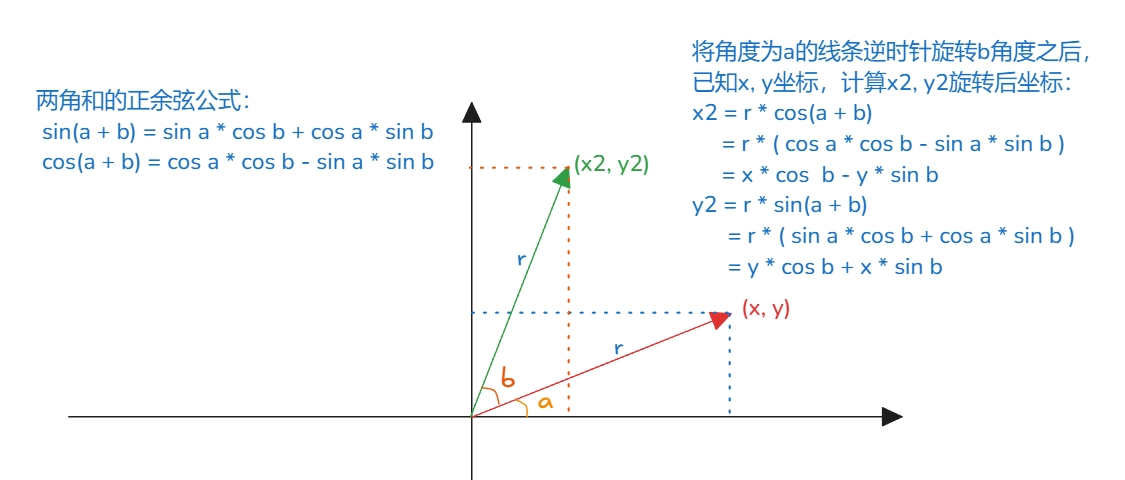 两角和的正余弦公式：
sin(a + b) = sin a * cos b + cos a * sin b
cos(a + b) = cos a * cos b - sin a * sin b
将角度为a的线条逆时针旋转b角度之后，
已知x, y坐标，计算x2, y2旋转后坐标：
x2 = r * cos(a + b)
= r * ( cos a * cos b - sin a * sin b )
= x * cos  b - y * sin b
y2 = r * sin(a + b)
= r * ( sin a * cos b + cos a * sin b )
= y * cos b + x * sin b
(x2, y2)
r
(x, y)
r
b
a